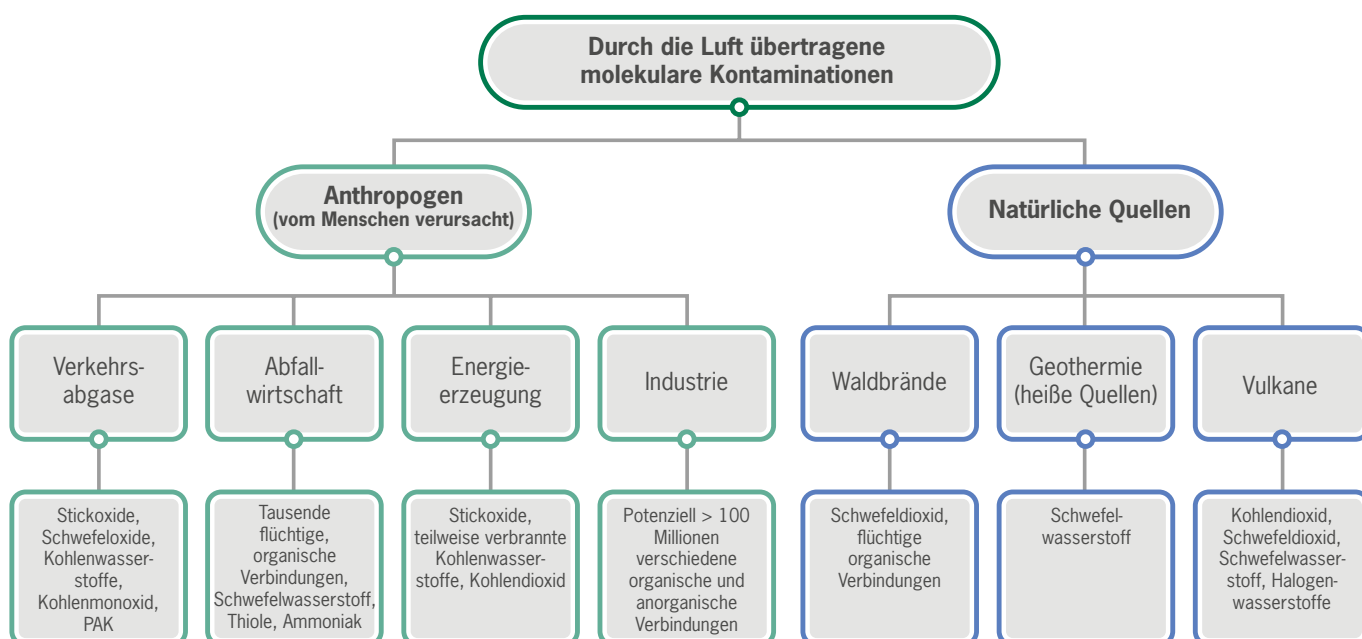 Durch die Luft übertragene
molekulare Kontaminationen
Anthropogen
(vom Menschen verursacht)
Natürliche Quellen
Verkehrs-
abgase
Abfall-
wirtschaft
Energie-
erzeugung
Industrie
Waldbrände
Geothermie
(heiße Quellen)
Vulkane
Stickoxide,
Schwefeloxide,
Kohlenwasser-
stoffe,
Kohlenmonoxid,
PAK
Tausende
flüchtige,
organische
Verbindungen,
Schwefelwasserstoff,
Thiole, Ammoniak
Stickoxide,
teilweise verbrannte
Kohlenwasser-
stoffe, Kohlendioxid
Potenziell > 100
Millionen
verschiedene
organische und
anorganische
Verbindungen
Schwefeldioxid,
flüchtige
organische
Verbindungen
Schwefel-
wasserstoff
Kohlendioxid,
Schwefeldioxid,
Schwefelwasser-
stoff, Halogen-
wasserstoffe